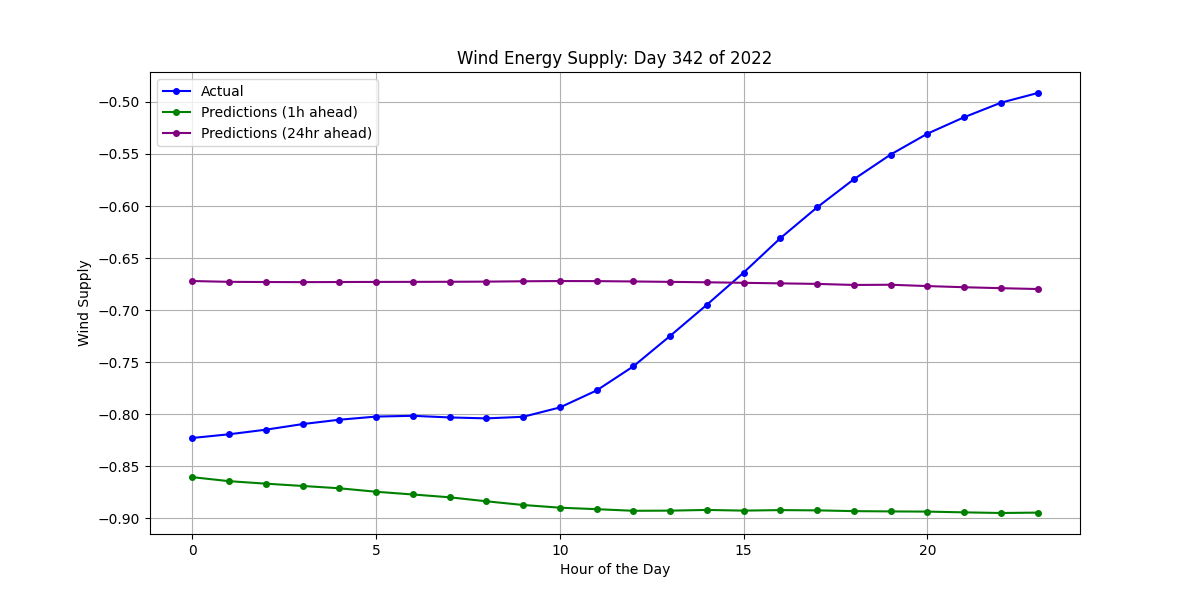 Wind Energy Supply: Day 342 of 2022
Actual
Predictions (1h ahead)
Predictions (24hr ahead)
−0.50
−0.55
−0.60
−0.65
−0.70
−0.75
−0.80
−0.85
−0.90
Wind Supply
0 5 10 15 20
Hour of the Day